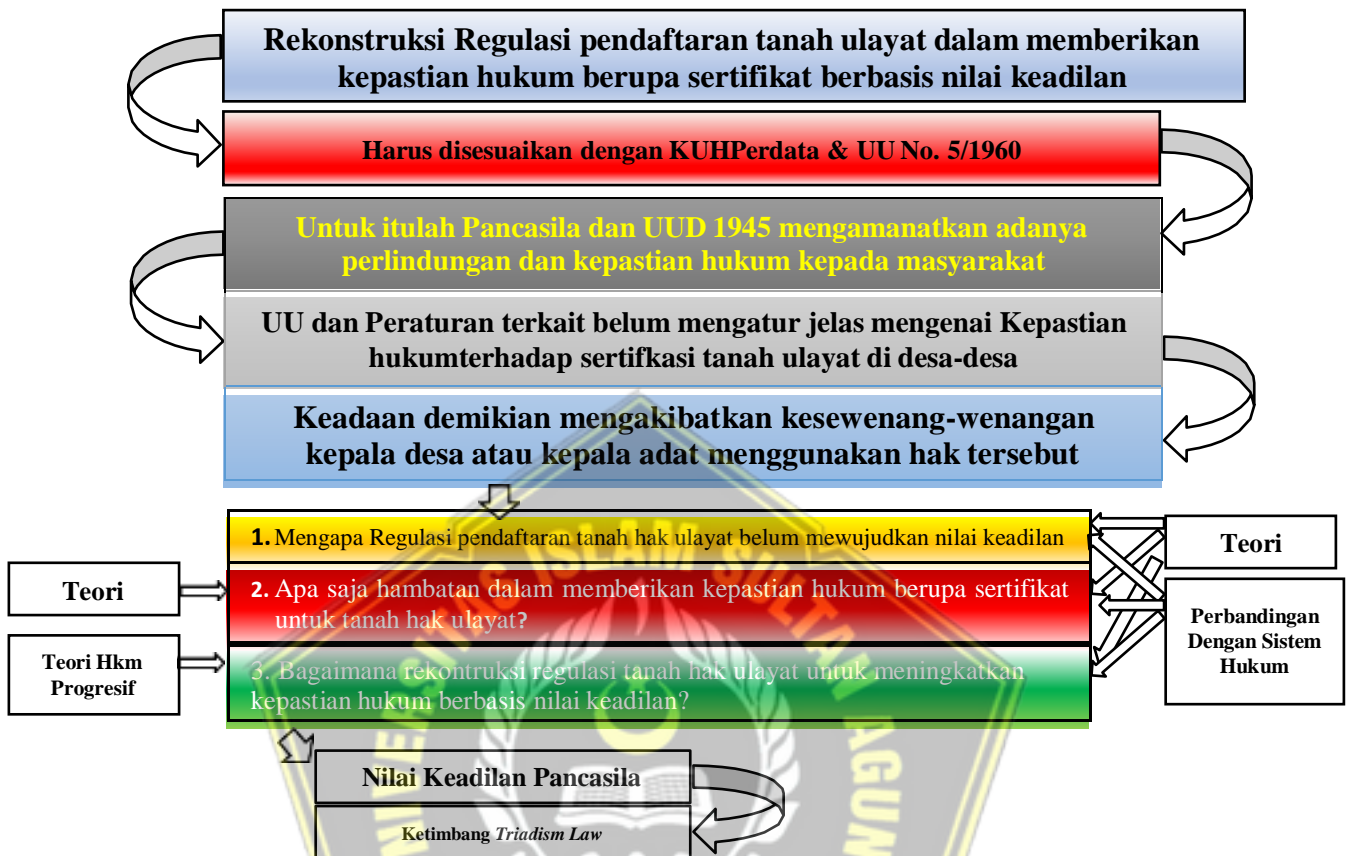 Rekonstruksi Regulasi pendaftaran tanah ulayat dalam memberikan
kepastian hukum berupa sertifikat berbasis nilai keadilan
Harus disesuaikan dengan KUHPerdata & UU No. 5/1960
Untuk itulah Pancasila dan UUD 1945 mengamanatkan adanya
perlindungan dan kepastian hukum kepada masyarakat
UU dan Peraturan terkait belum mengatur jelas mengenai Kepastian
hukumterhadap sertifkasi tanah ulayat di desa-desa
Keadaan demikian mengakibatkan kesewenang-wenangan
kepala desa atau kepala adat menggunakan hak tersebut
1. Mengapa Regulasi pendaftaran tanah hak ulayat belum mewujudkan nilai keadilan
2. Apa saja hambatan dalam memberikan kepastian hukum berupa sertifikat
untuk tanah hak ulayat?
3. Bagaimana rekontruksi regulasi tanah hak ulayat untuk meningkatkan
kepastian hukum berbasis nilai keadilan?
Teori
Teori Hkm
Progresif
Teori
Perbandingan
Dengan Sistem
Hukum
Nilai Keadilan Pancasila
Ketimbang Triadism Law
UNIVERSITAS ISLAM SULTAN AGUN